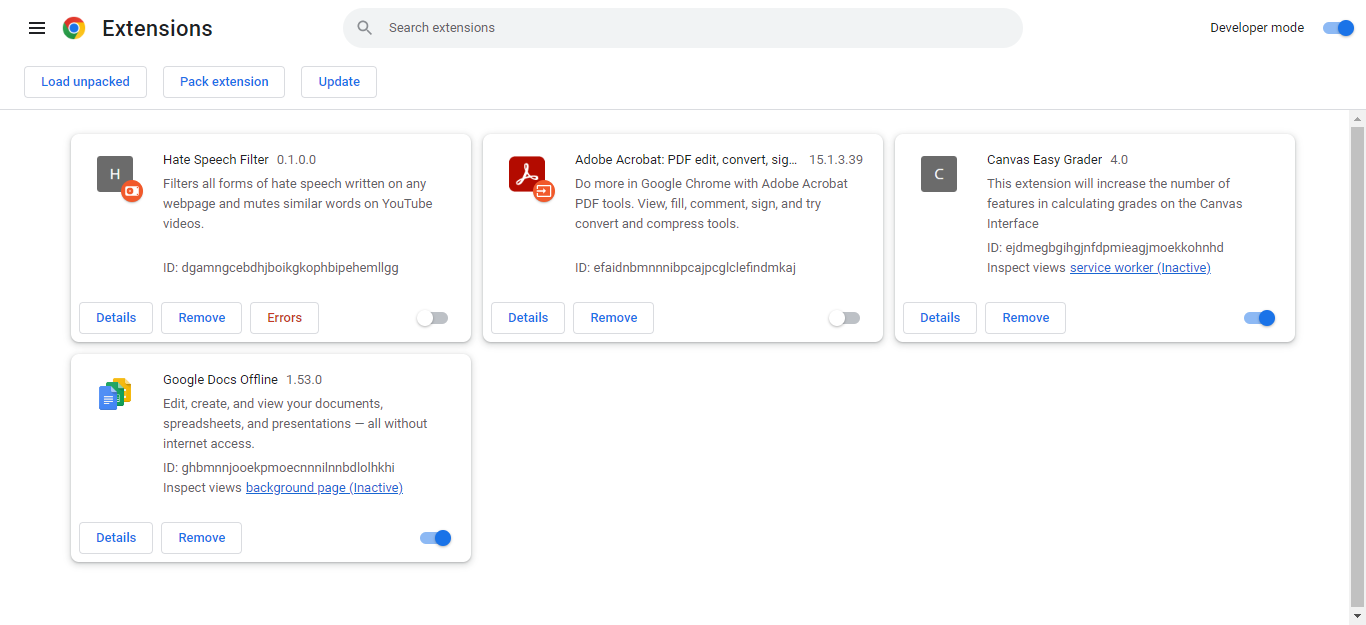 Extensions
Search extensions
Developer mode
Load unpacked
Pack extension
Update
H
Hate Speech Filter 0.1.0.0
Filters all forms of hate speech written on any
webpage and mutes similar words on YouTube
videos.
ID: dgamngcebdhjboikgkophbipehemllgg
Details
Remove
Errors
Adobe Acrobat: PDF edit, convert, sig... 15.1.3.39
Do more in Google Chrome with Adobe Acrobat
PDF tools. View, fill, comment, sign, and try
convert and compress tools.
ID: efaidnbmnnnibpcajpcglclefindmkaj
Details
Remove
C
Canvas Easy Grader 4.0
This extension will increase the number of
features in calculating grades on the Canvas
Interface
ID: ejdmegbgihgjnfdpmieagjmoekkohnhd
Inspect views service worker (Inactive)
Details
Remove
Google Docs Offline 1.53.0
Edit, create, and view your documents,
spreadsheets, and presentations — all without
internet access.
ID: ghbmnnjooekpmoecnnnilnnbdlolhkhi
Inspect views background page (Inactive)
Details
Remove